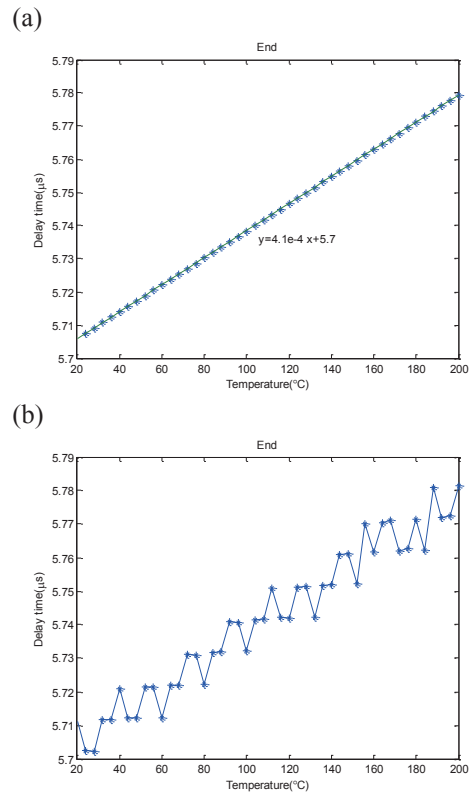 (a)
End
5.79
5.78
5.77
5.76
5.75
5.74
5.73
5.72
5.71
5.7
Delay time(μs)
y=4.1e-4 x+5.7
20 40 60 80 100 120 140 160 180 200
Temperature(°C)
(b)
End
5.79
5.78
5.77
5.76
5.75
5.74
5.73
5.72
5.71
5.7
Delay time(μs)
20 40 60 80 100 120 140 160 180 200
Temperature(°C)